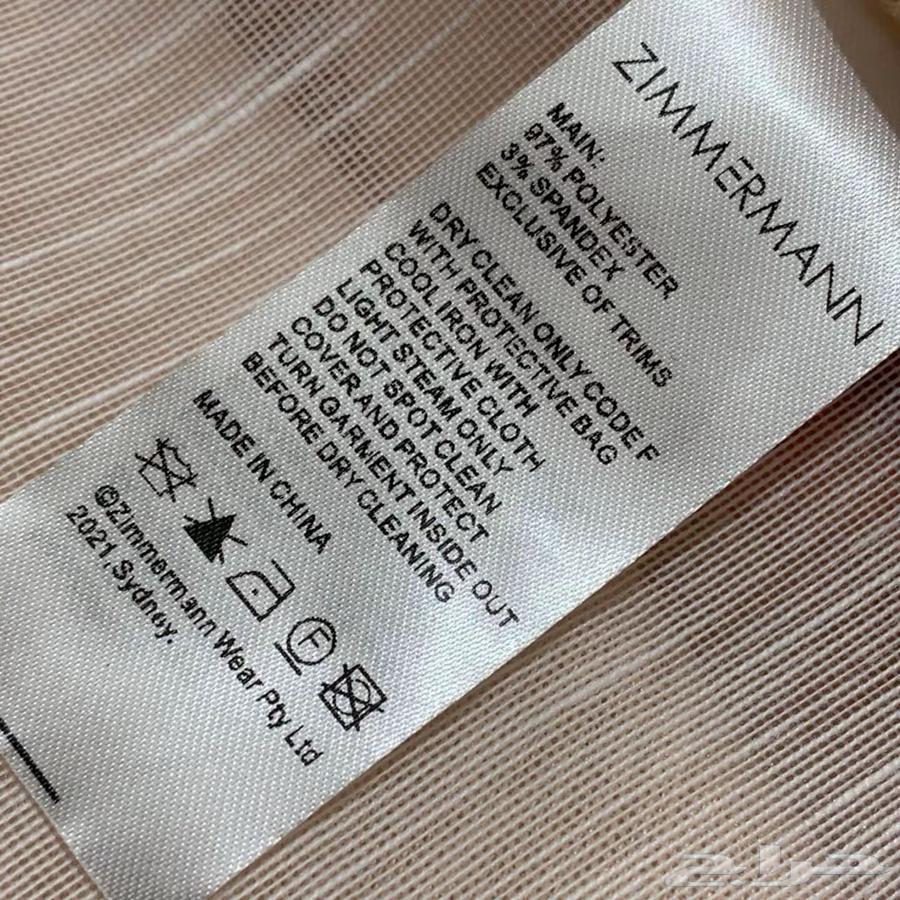 ZIMMERMANN
MAIN:
97% POLYESTER
3% SPANDEX
EXCLUSIVE OF TRIMS
DRY CLEAN ONLY CODE F
WITH PROTECTIVE BAG
COOL IRON WITH
PROTECTIVE CLOTH
LIGHT STEAM ONLY
DO NOT SPOT CLEAN
COVER AND PROTECT
TURN GARMENT INSIDE OUT
BEFORE DRY CLEANING
MADE IN CHINA
F
©Zimmermann Wear Pty Ltd
2021, Sydney.
حراج